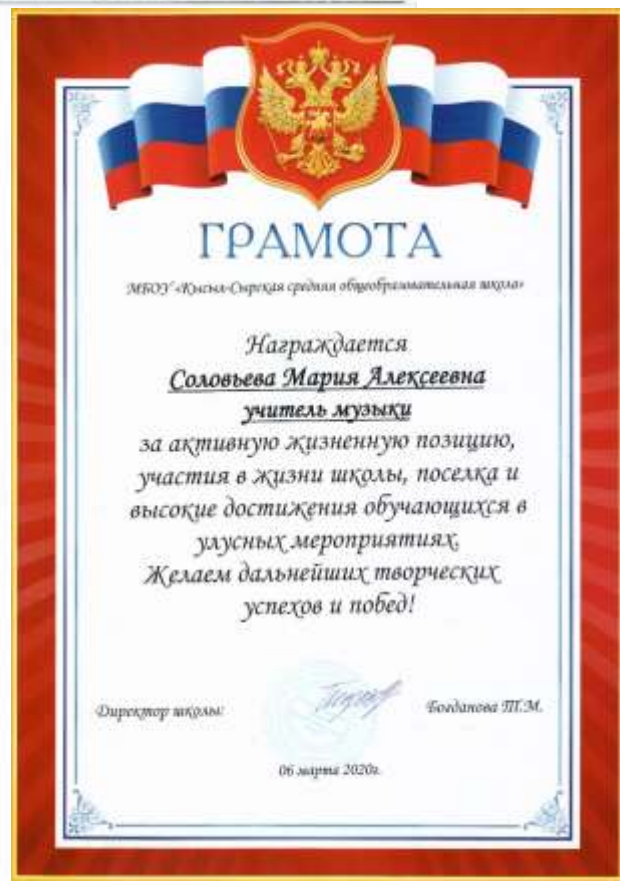 ГРАМОТА
МБОУ «Кысыл-Сырская средняя общеобразовательная школа»
Награждается
Соловьева Мария Алексеевна
учитель музыки
за активную жизненную позицию,
участия в жизни школы, поселка и
высокие достижения обучающихся в
улусных мероприятиях.
Желаем дальнейших творческих
успехов и побед!
Директор школы: Богданова Т.М.
06 марта 2020г.